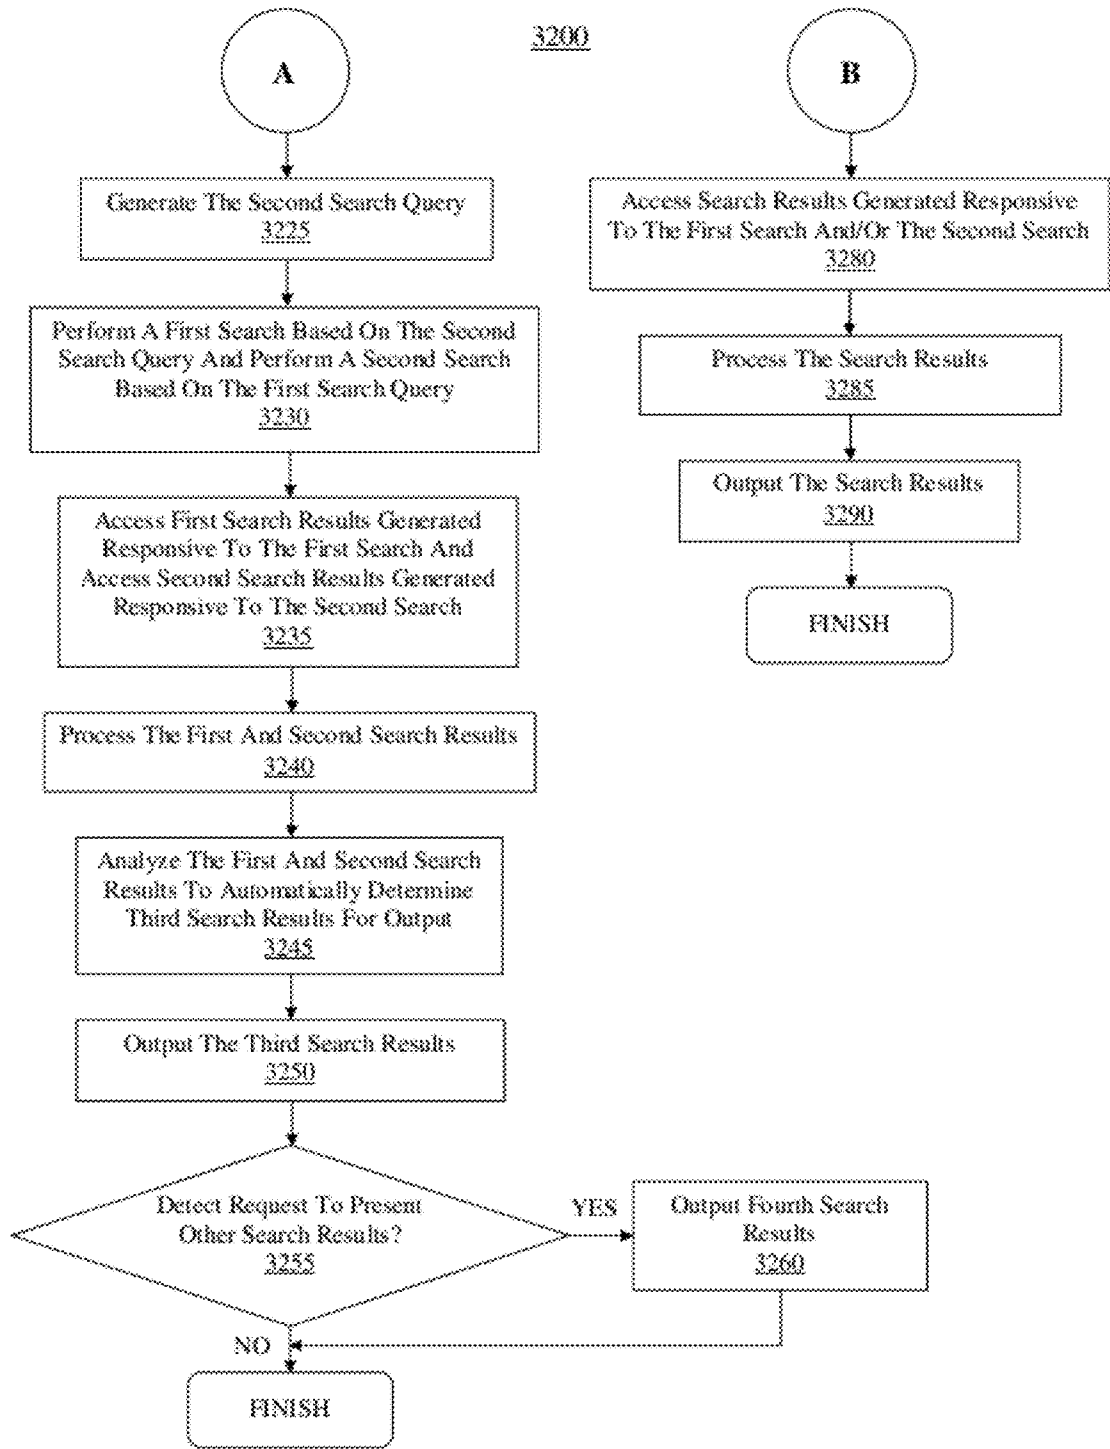 3200
A
Generate The Second Search Query
3225
Perform A First Search Based On The Second
Search Query And Perform A Second Search
Based On The First Search Query
3230
Access First Search Results Generated
Responsive To The First Search And
Access Second Search Results Generated
Responsive To The Second Search
3235
Process The First And Second Search Results
3240
Analyze The First And Second Search
Results To Automatically Determine
Third Search Results For Output
3245
Output The Third Search Results
3250
Detect Request To Present
Other Search Results?
3255
YES
Output Fourth Search
Results
3260
NO
FINISH
B
Access Search Results Generated Responsive
To The First Search And/Or The Second Search
3280
Process The Search Results
3285
Output The Search Results
3290
FINISH